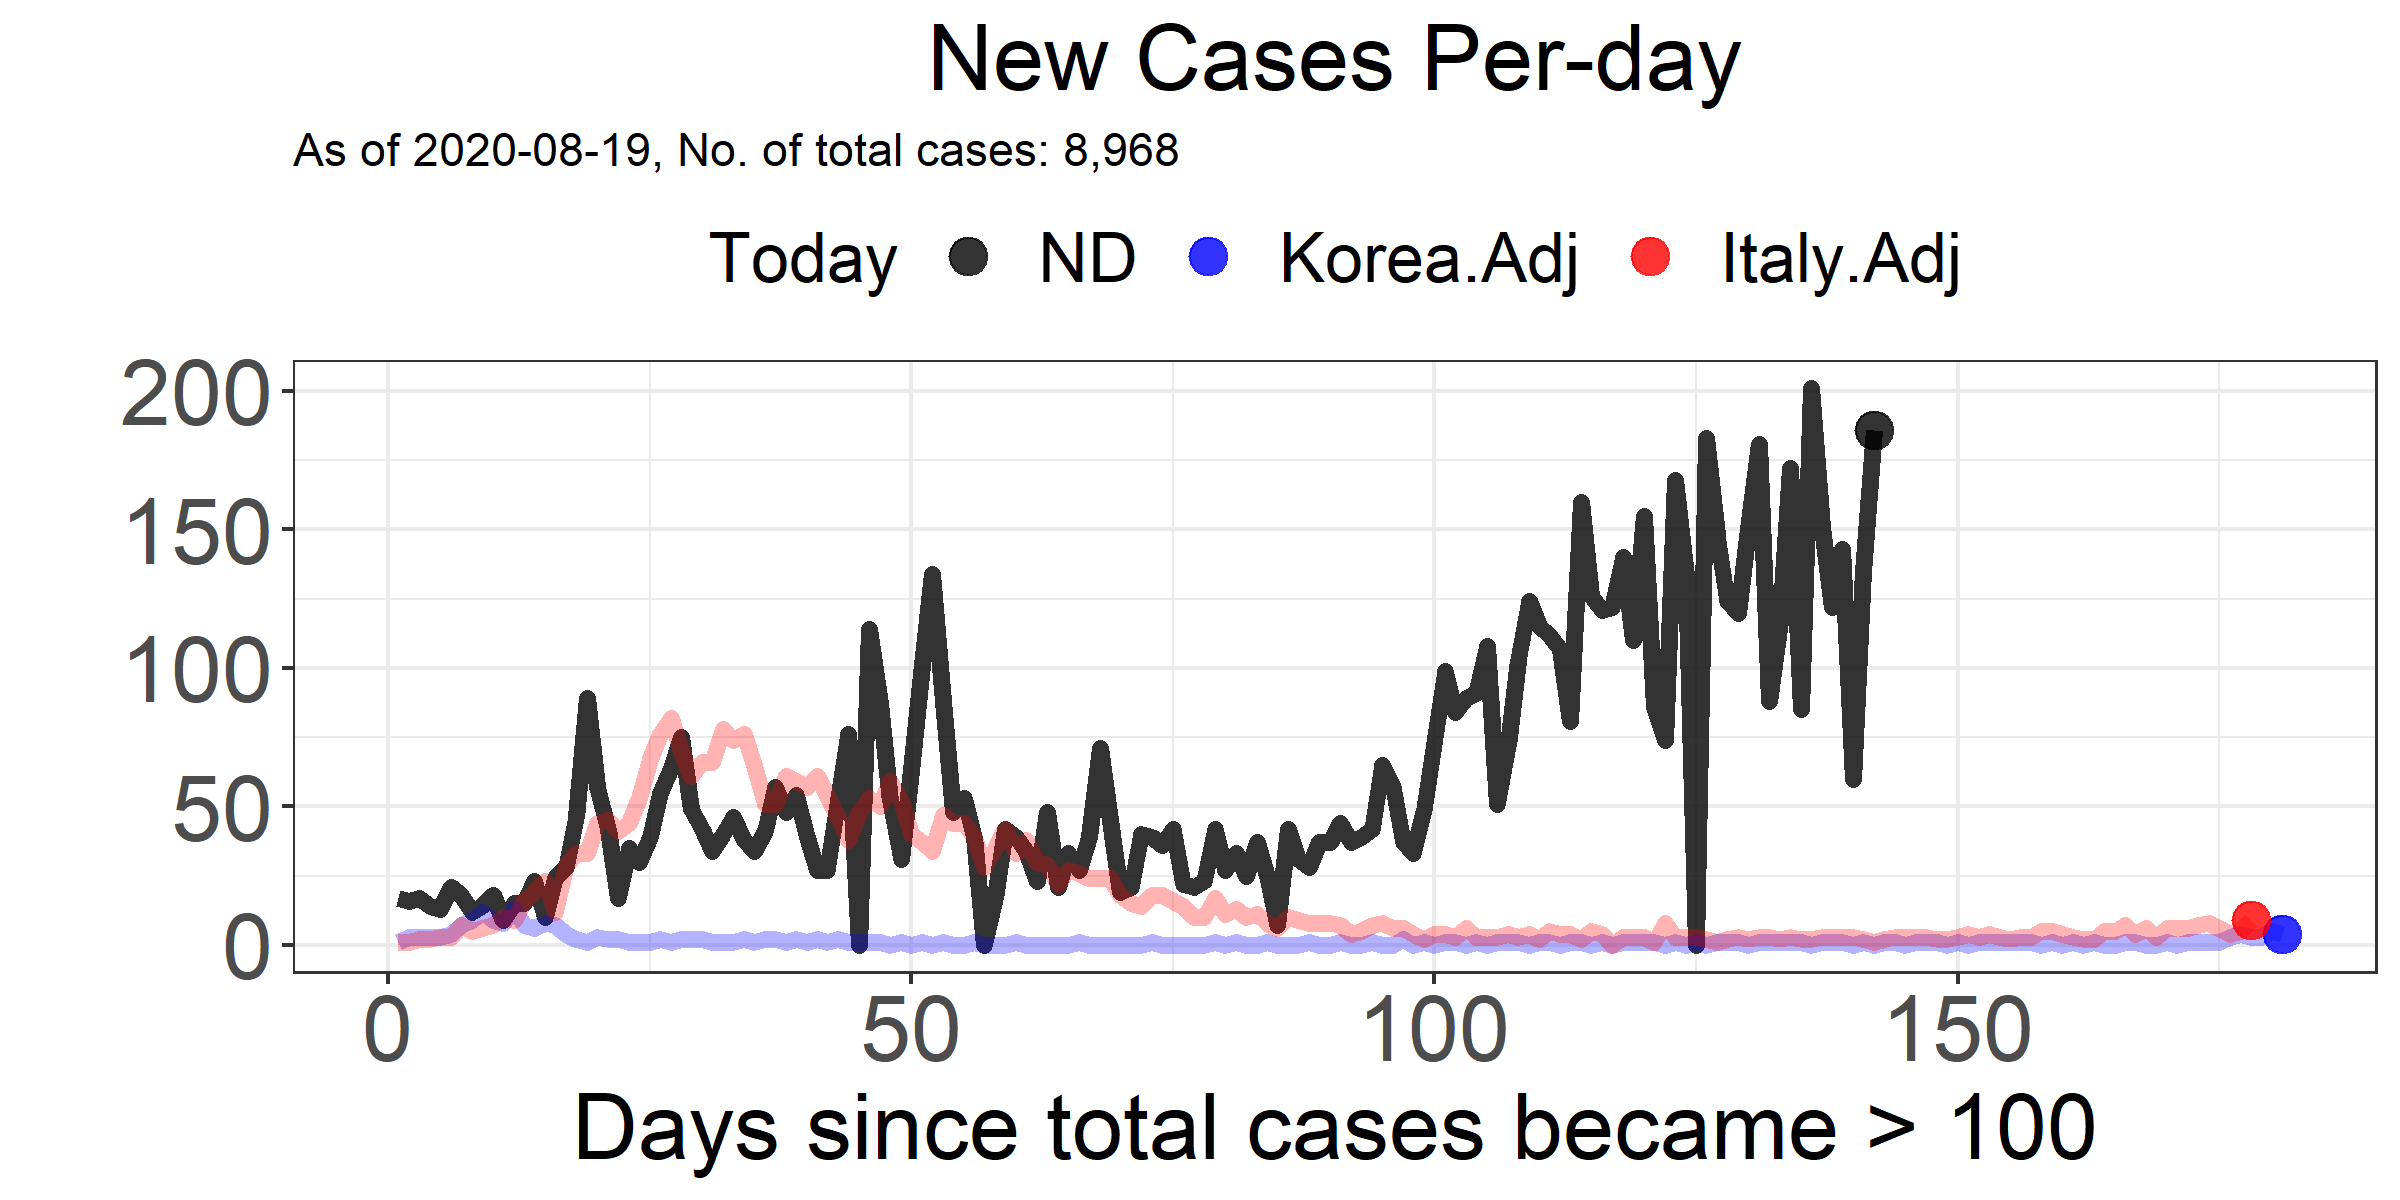 New Cases Per-day
As of 2020-08-19, No. of total cases: 8,968
Today ND Korea.Adj Italy.Adj
200
150
100
50
0
0 50 100 150
Days since total cases became > 100